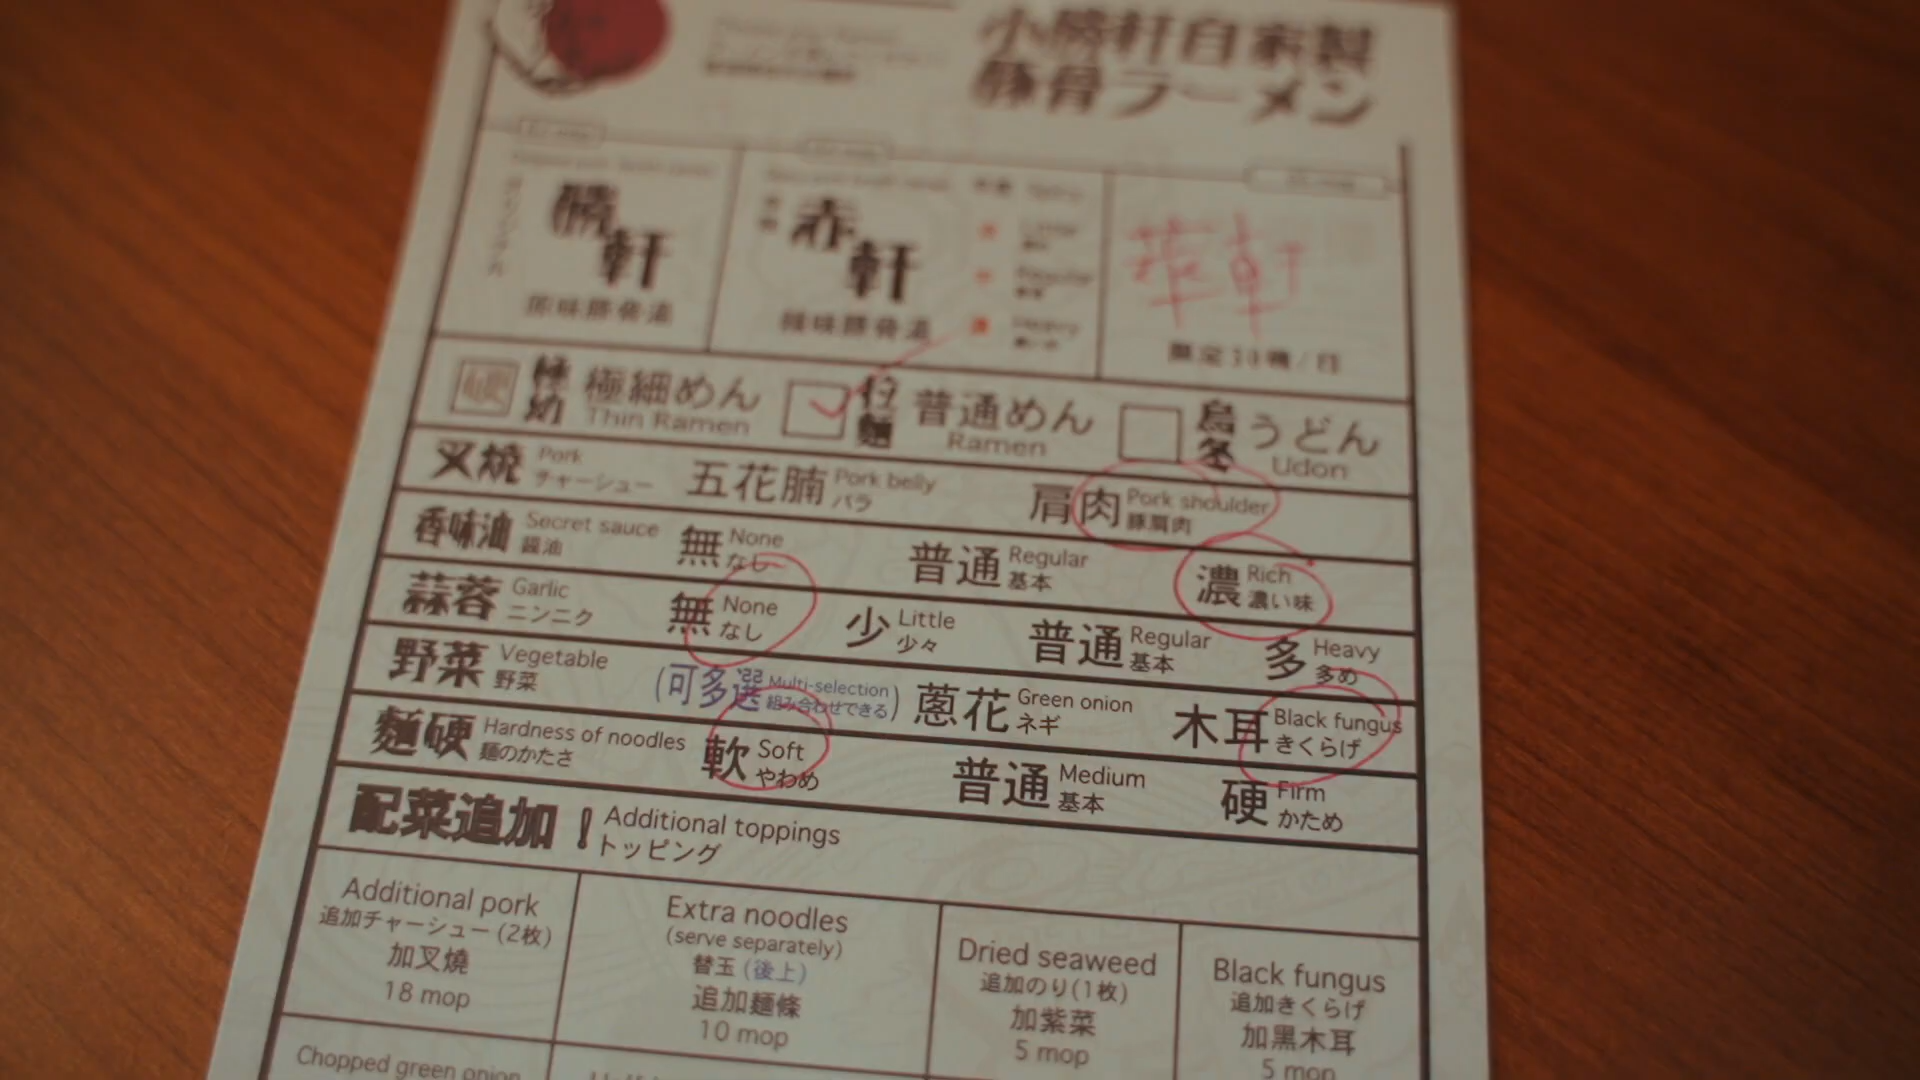 小勝軒自家製
豚骨ラーメン
勝軒
原味豚骨湯
赤軒
辣味豚骨湯
Heavy
華軒
極細めん
Thin Ramen
拉麵
普通めん
Ramen
烏冬
うどん
Udon
叉燒 Pork チャーシュー
五花腩 Pork belly バラ
肩肉 Pork shoulder 豚肩肉
香味油 Secret sauce 醤油
無 None なし
普通 Regular 基本
濃 Rich 濃い味
蒜蓉 Garlic ニンニク
無 None なし
少 Little 少々
普通 Regular 基本
多 Heavy 多め
野菜 Vegetable 野菜
(可多選 Multi-selection 組み合わせできる)
蔥花 Green onion ネギ
木耳 Black fungus きくらげ
麵硬 Hardness of noodles 麺のかたさ
軟 Soft やわめ
普通 Medium 基本
硬 Firm かため
配菜追加! Additional toppings
トッピング
Additional pork
追加チャーシュー(2枚)
加叉燒
18 mop
Extra noodles
(serve separately)
替玉(後上)
追加麵條
10 mop
Dried seaweed
追加のり(1枚)
加紫菜
5 mop
Black fungus
追加きくらげ
加黑木耳
5 mop
Chopped green onion